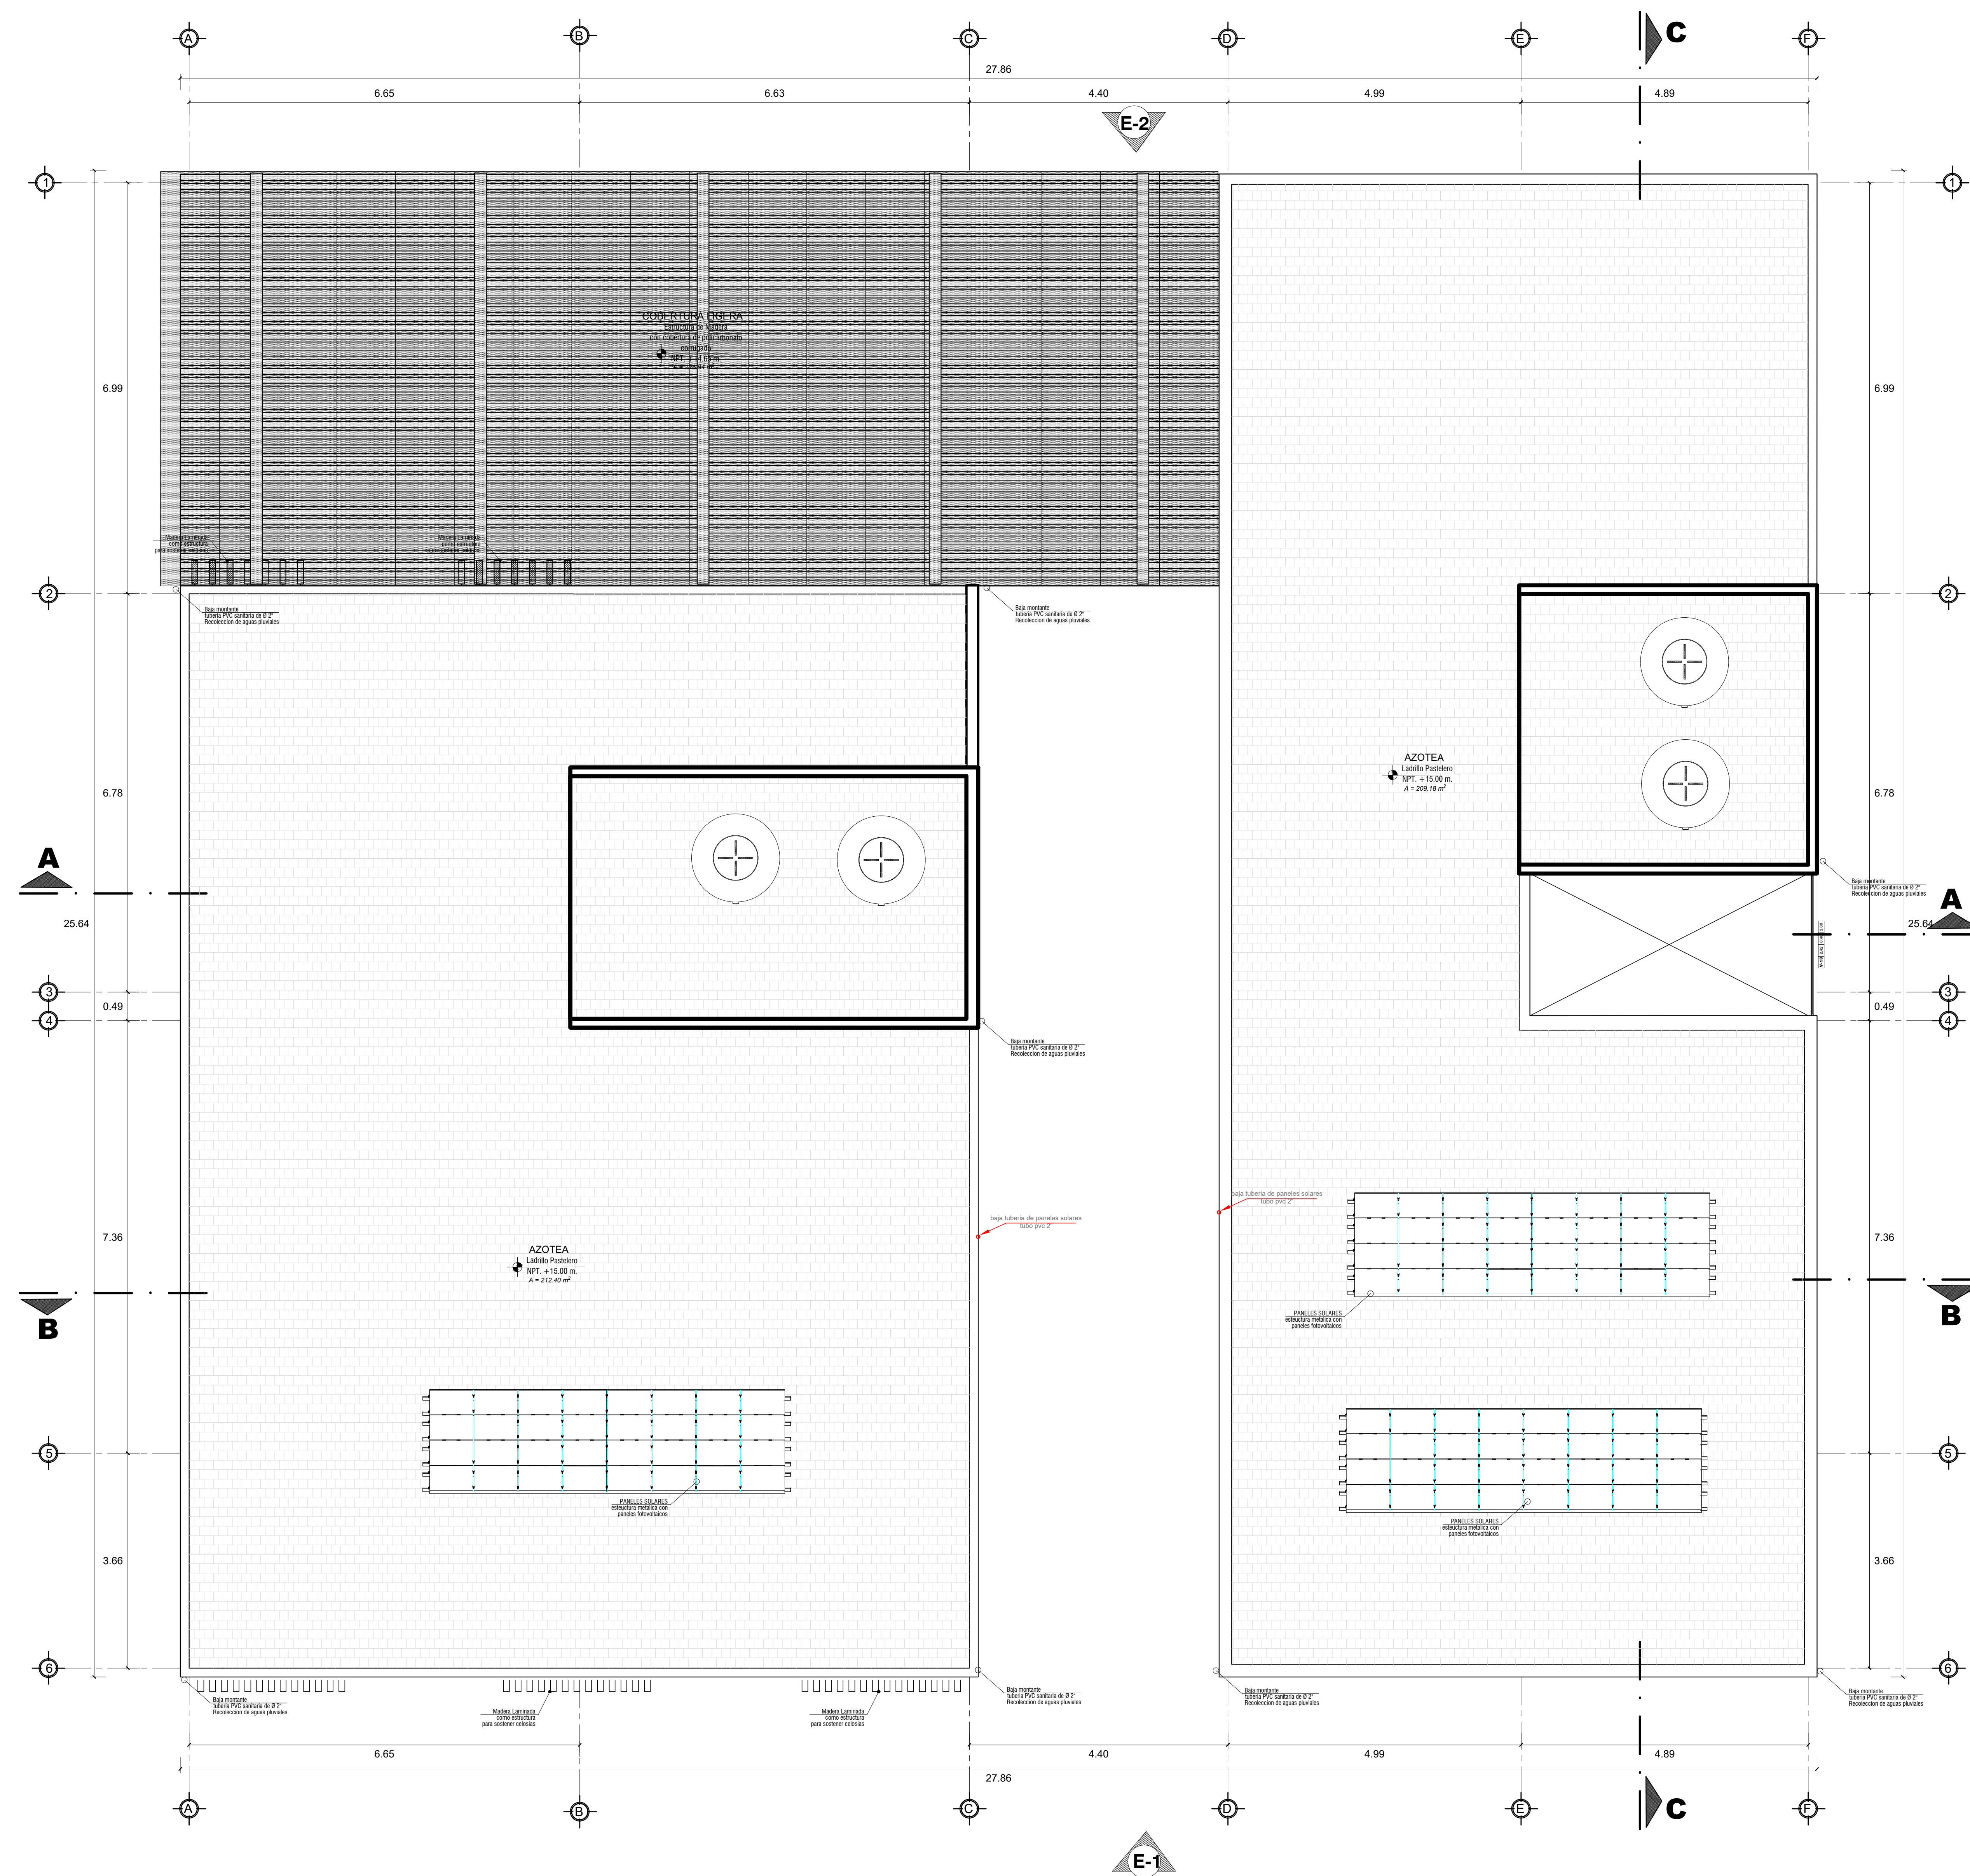 A
B
C
D
E
C
F
27.86
6.65
6.63
4.40
4.99
4.89
E-2
1
1
COBERTURA LIGERA
Estructura de Madera
con cobertura de policarbonato
corrugado
6.99
6.99
Madera Laminada
como estructura
para sostener celosias
Madera Laminada
como estructura
para sostener celosias
2
2
Baja montante
tuberia PVC sanitaria de Ø 2"
Recoleccion de aguas pluviales
Baja montante
tuberia PVC sanitaria de Ø 2"
Recoleccion de aguas pluviales
AZOTEA
Ladrillo Pastelero
NPT. +15.00 m.
A = 209.18 m²
6.78
6.78
A
Baja montante
tuberia PVC sanitaria de Ø 2"
Recoleccion de aguas pluviales
A
25.64
25.64
3
3
0.49
0.49
4
4
Baja montante
tuberia PVC sanitaria de Ø 2"
Recoleccion de aguas pluviales
baja tuberia de paneles solares
tubo pvc 2"
baja tuberia de paneles solares
tubo pvc 2"
7.36
7.36
AZOTEA
Ladrillo Pastelero
NPT. +15.00 m.
A = 212.40 m²
B
PANELES SOLARES
esteuctura metalica con
paneles fotovoltaicos
B
5
5
PANELES SOLARES
esteuctura metalica con
paneles fotovoltaicos
PANELES SOLARES
esteuctura metalica con
paneles fotovoltaicos
3.66
3.66
6
6
Baja montante
tuberia PVC sanitaria de Ø 2"
Recoleccion de aguas pluviales
Madera Laminada
como estructura
para sostener celosias
Madera Laminada
como estructura
para sostener celosias
Baja montante
tuberia PVC sanitaria de Ø 2"
Recoleccion de aguas pluviales
Baja montante
tuberia PVC sanitaria de Ø 2"
Recoleccion de aguas pluviales
Baja montante
tuberia PVC sanitaria de Ø 2"
Recoleccion de aguas pluviales
6.65
4.40
4.99
4.89
27.86
A
B
C
D
E
C
F
E-1